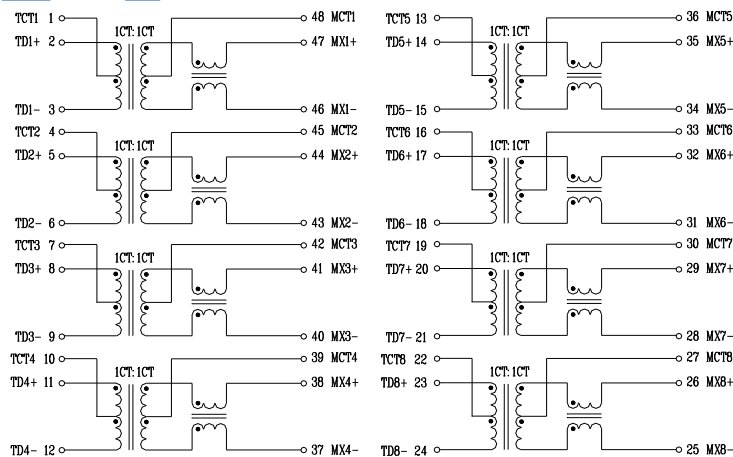 TCT1 1
48 MCT1
1CT:1CT
TD1+ 2
47 MX1+
TD1- 3
46 MX1-
TCT2 4
45 MCT2
1CT:1CT
TD2+ 5
44 MX2+
TD2- 6
43 MX2-
TCT3 7
42 MCT3
1CT:1CT
TD3+ 8
41 MX3+
TD3- 9
40 MX3-
TCT4 10
39 MCT4
1CT:1CT
TD4+ 11
38 MX4+
TD4- 12
37 MX4-
TCT5 13
36 MCT5
1CT:1CT
TD5+ 14
35 MX5+
TD5- 15
34 MX5-
TCT6 16
33 MCT6
1CT:1CT
TD6+ 17
32 MX6+
TD6- 18
31 MX6-
TCT7 19
30 MCT7
1CT:1CT
TD7+ 20
29 MX7+
TD7- 21
28 MX7-
TCT8 22
27 MCT8
1CT:1CT
TD8+ 23
26 MX8+
TD8- 24
25 MX8-